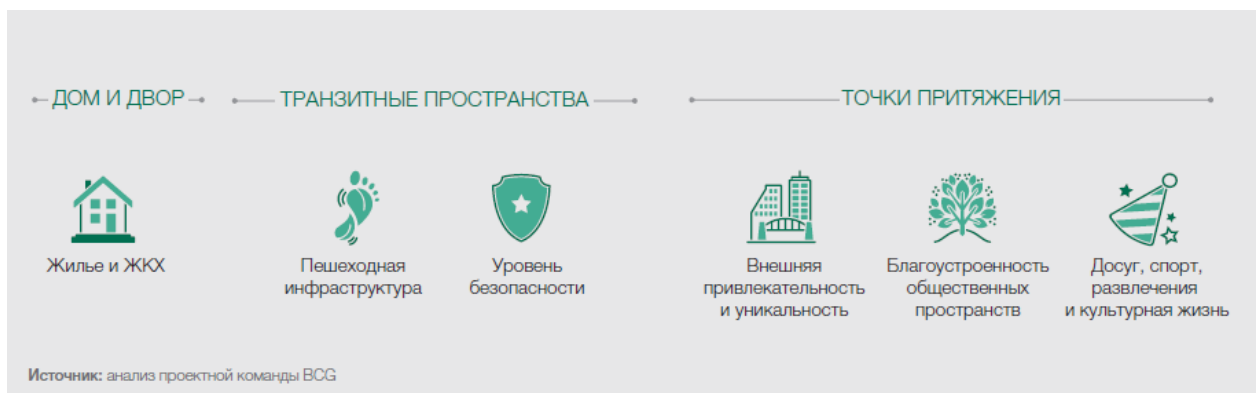 ДОМ И ДВОР
ТРАНЗИТНЫЕ ПРОСТРАНСТВА
ТОЧКИ ПРИТЯЖЕНИЯ
Жилье и ЖКХ
Пешеходная
инфраструктура
Уровень
безопасности
Внешняя
привлекательность
и уникальность
Благоустроенность
общественных
пространств
Досуг, спорт,
развлечения
и культурная жизнь
Источник: анализ проектной команды BCG